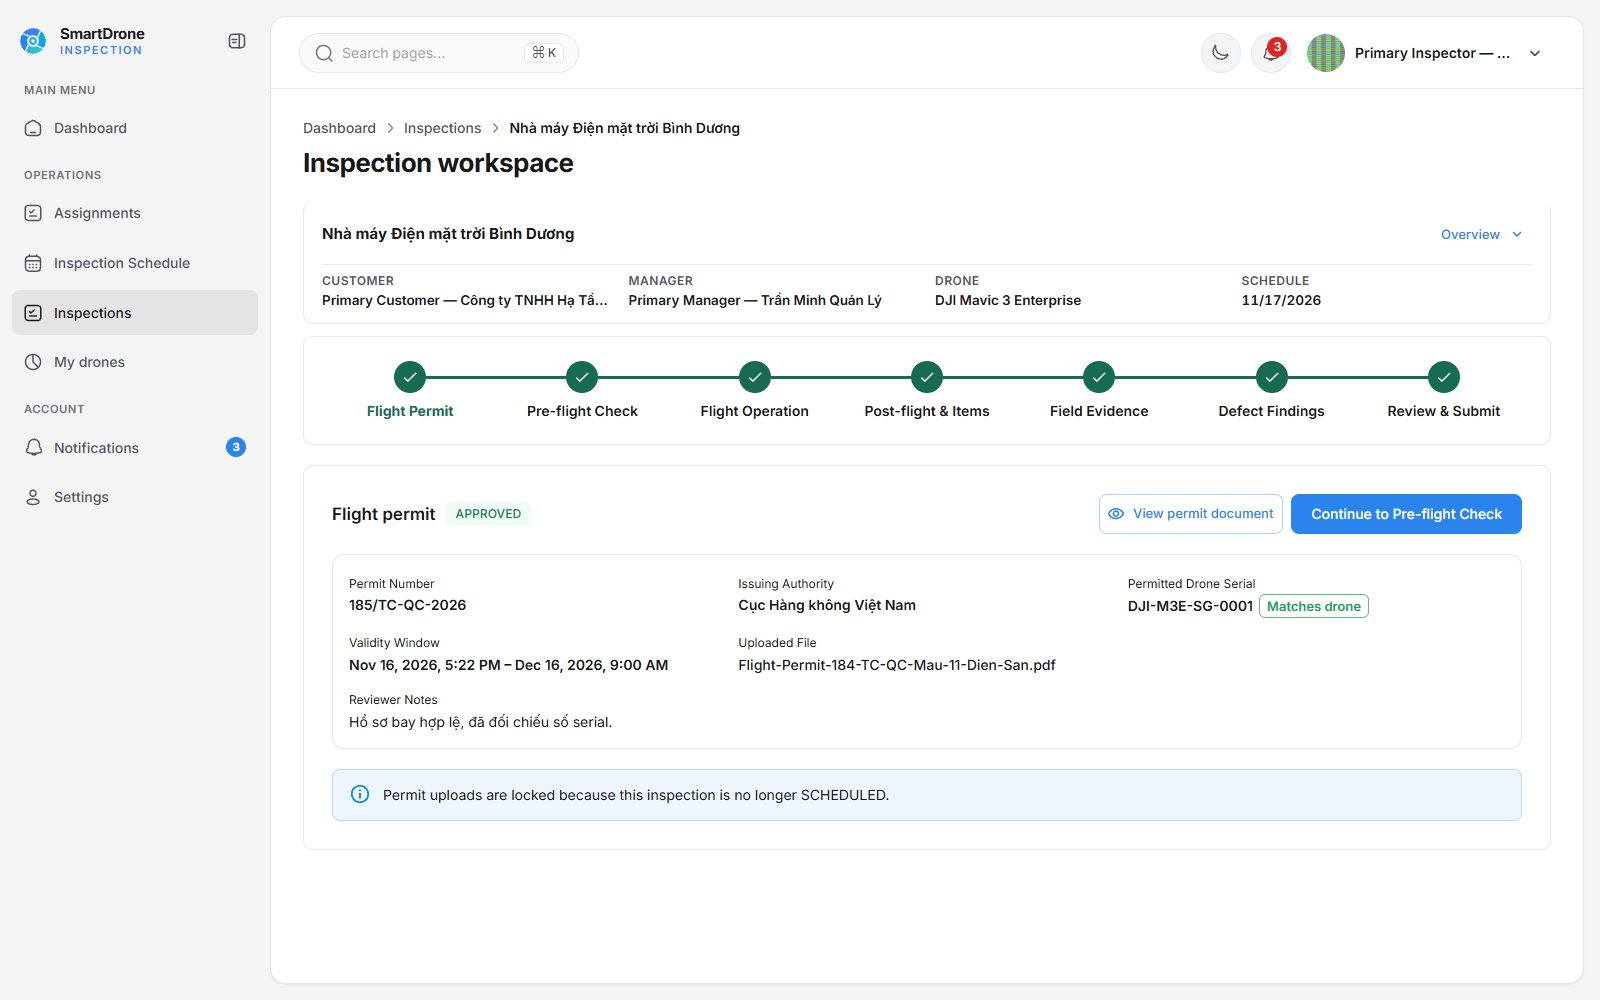 SmartDrone
INSPECTION
MAIN MENU
Dashboard
OPERATIONS
Assignments
Inspection Schedule
Inspections
My drones
ACCOUNT
Notifications
3
Settings
Search pages...
⌘ K
3
Primary Inspector — ...
Dashboard > Inspections > Nhà máy Điện mặt trời Bình Dương
Inspection workspace
Nhà máy Điện mặt trời Bình Dương
Overview
CUSTOMER
Primary Customer — Công ty TNHH Hạ Tầ...
MANAGER
Primary Manager — Trần Minh Quản Lý
DRONE
DJI Mavic 3 Enterprise
SCHEDULE
11/17/2026
Flight Permit
Pre-flight Check
Flight Operation
Post-flight & Items
Field Evidence
Defect Findings
Review & Submit
Flight permit
APPROVED
View permit document
Continue to Pre-flight Check
Permit Number
185/TC-QC-2026
Issuing Authority
Cục Hàng không Việt Nam
Permitted Drone Serial
DJI-M3E-SG-0001
Matches drone
Validity Window
Nov 16, 2026, 5:22 PM – Dec 16, 2026, 9:00 AM
Uploaded File
Flight-Permit-184-TC-QC-Mau-11-Dien-San.pdf
Reviewer Notes
Hồ sơ bay hợp lệ, đã đối chiếu số serial.
Permit uploads are locked because this inspection is no longer SCHEDULED.